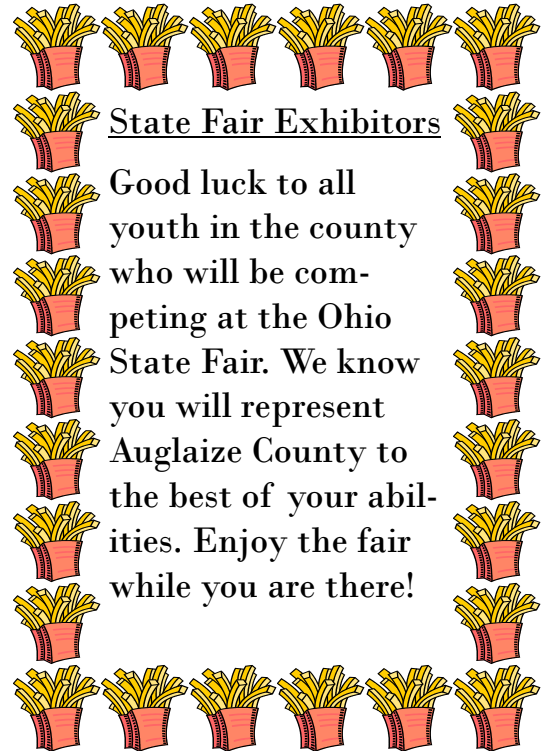 State Fair Exhibitors
Good luck to all
youth in the county
who will be com-
peting at the Ohio
State Fair. We know
you will represent
Auglaize County to
the best of your abil-
ities. Enjoy the fair
while you are there!